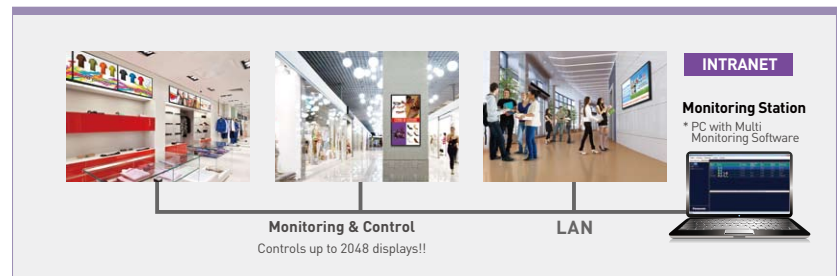 INTRANET
Monitoring Station
* PC with Multi
Monitoring Software
Monitoring & Control
LAN
Controls up to 2048 displays!!